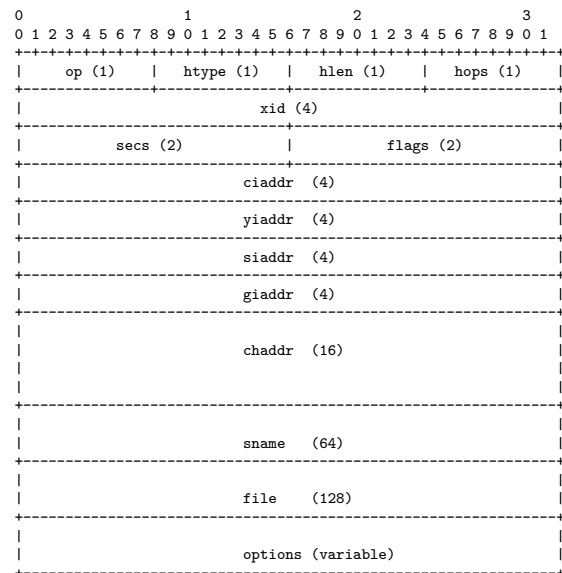 0                   1                   2                   3
0 1 2 3 4 5 6 7 8 9 0 1 2 3 4 5 6 7 8 9 0 1 2 3 4 5 6 7 8 9 0 1
op (1) | htype (1) | hlen (1) | hops (1)
xid (4)
secs (2) | flags (2)
ciaddr (4)
yiaddr (4)
siaddr (4)
giaddr (4)
chaddr (16)
sname (64)
file (128)
options (variable)